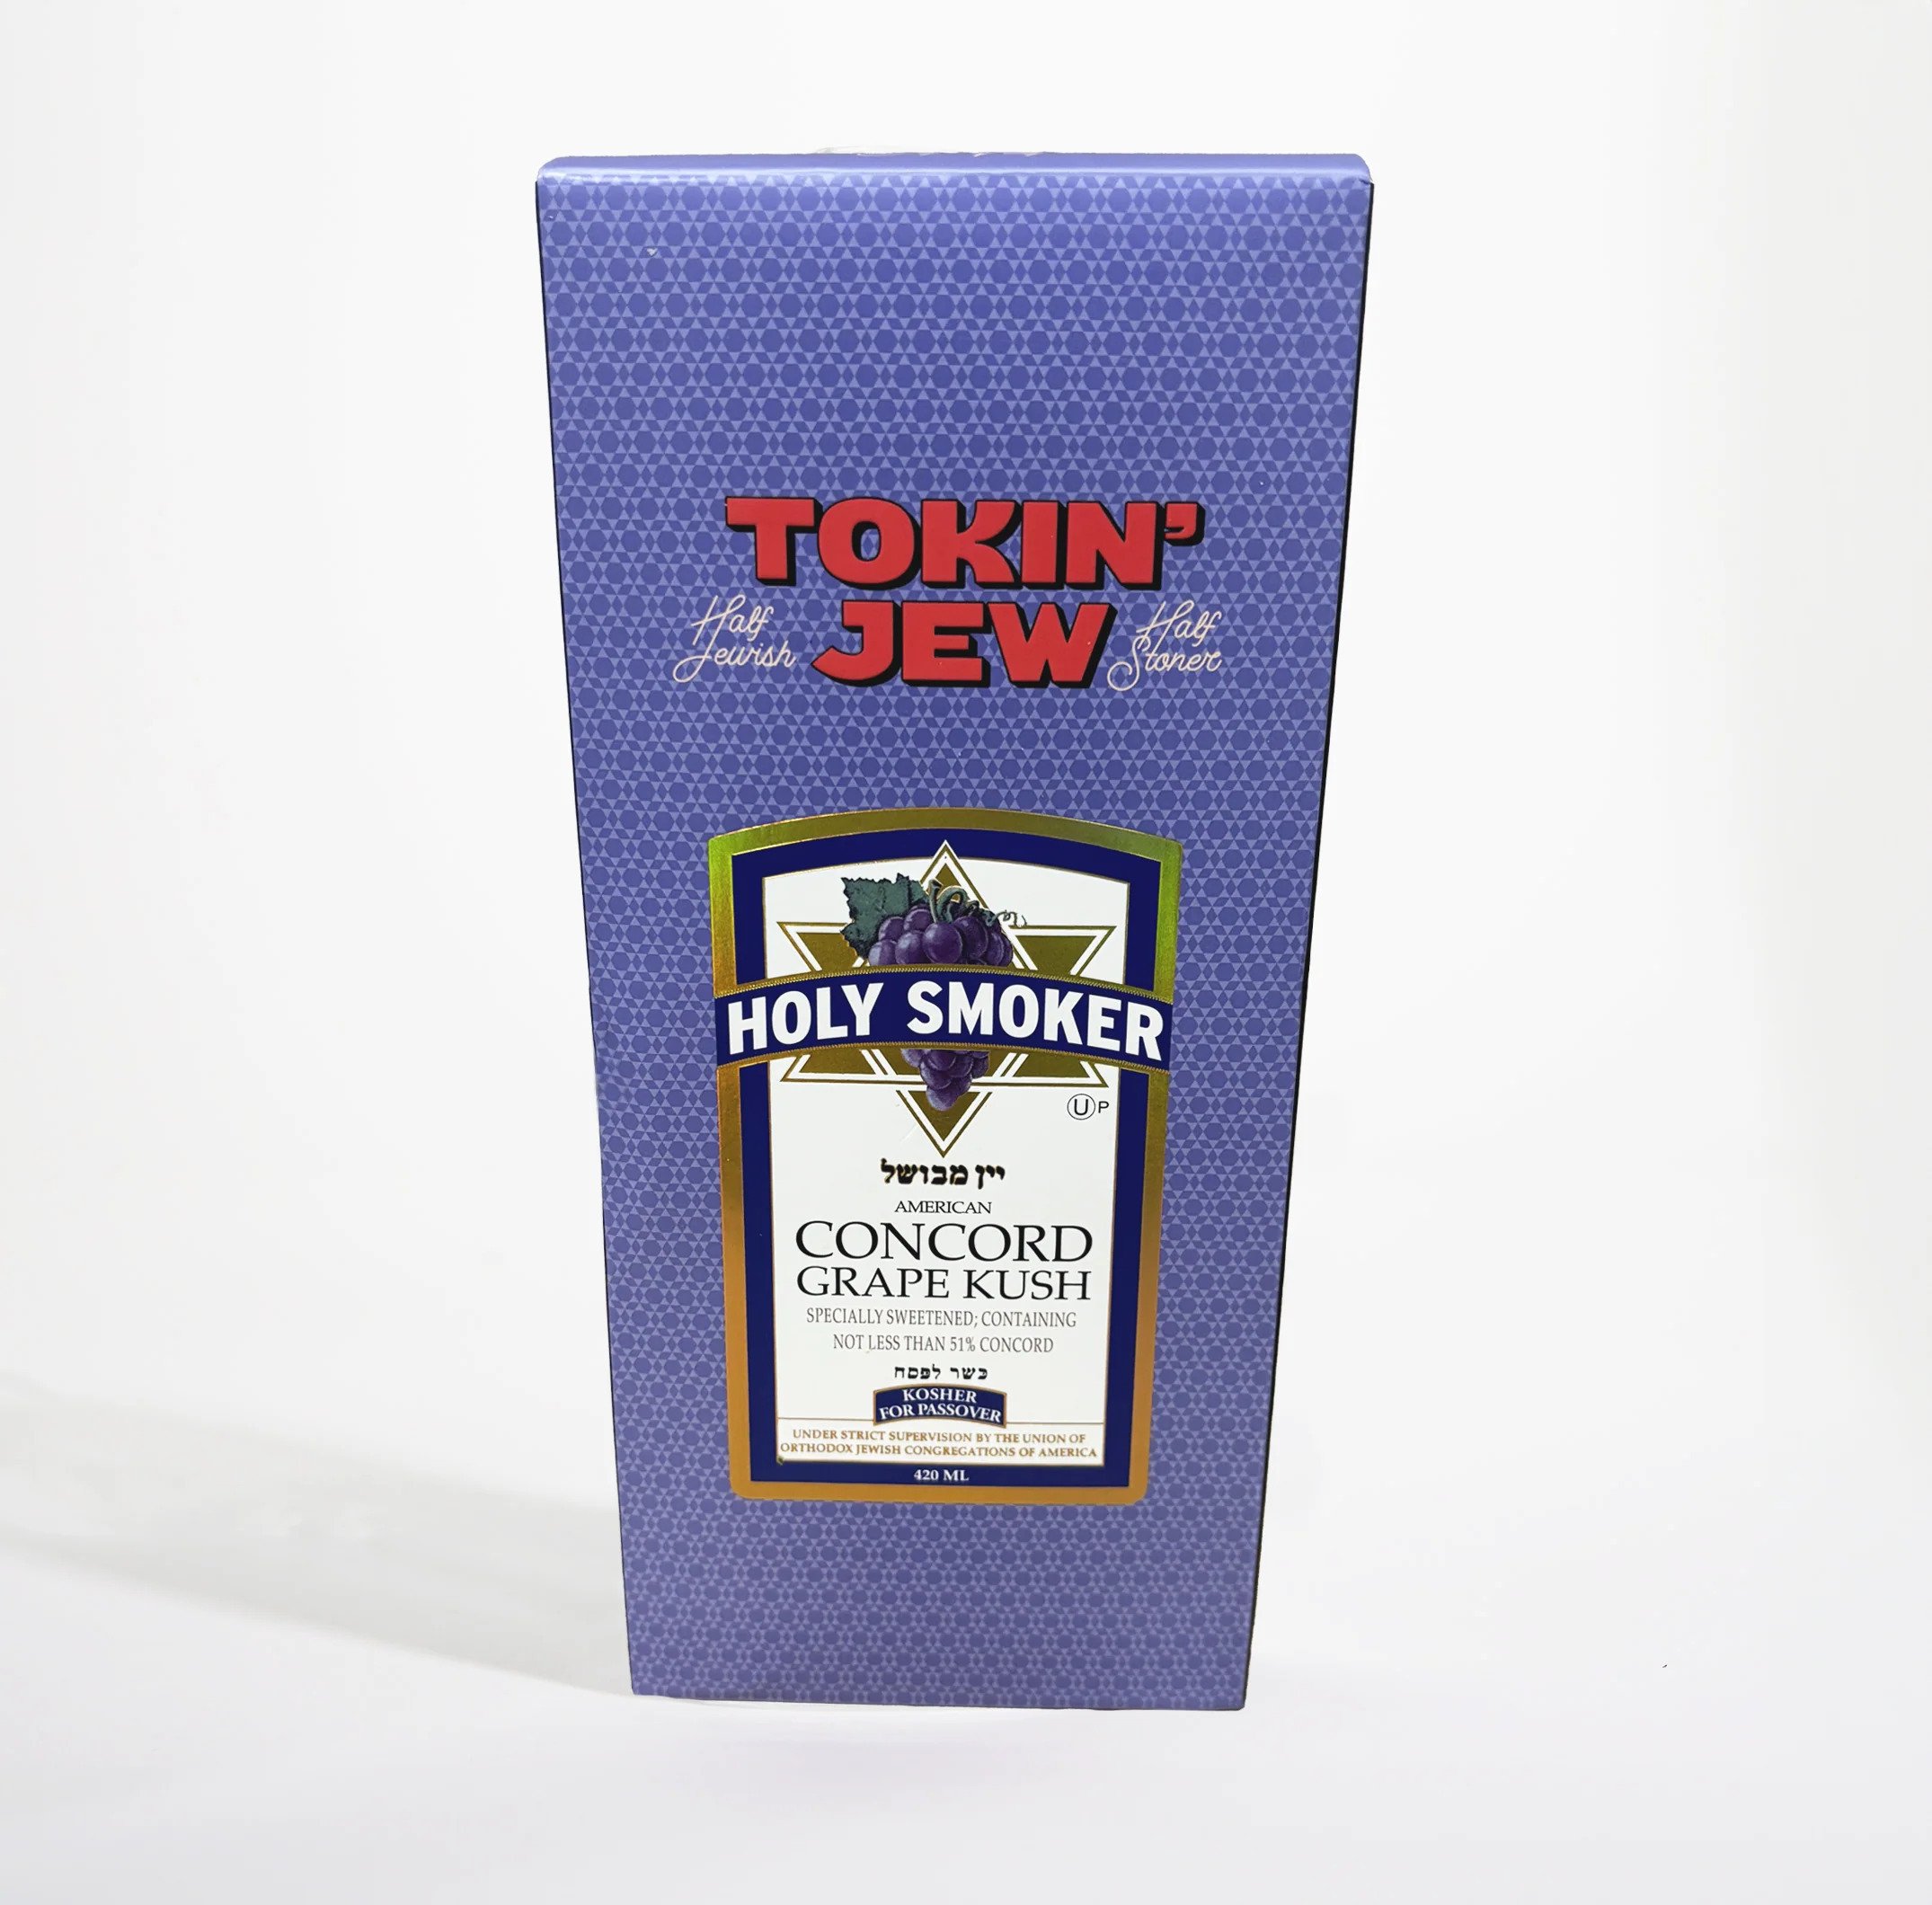 TOKIN'
JEW
Half
Jewish
Half
Stoner
HOLY SMOKER
U P
יין מבושל
AMERICAN
CONCORD
GRAPE KUSH
SPECIALLY SWEETENED; CONTAINING
NOT LESS THAN 51% CONCORD
כשר לפסח
KOSHER
FOR PASSOVER
UNDER STRICT SUPERVISION BY THE UNION OF
ORTHODOX JEWISH CONGREGATIONS OF AMERICA
420 ML